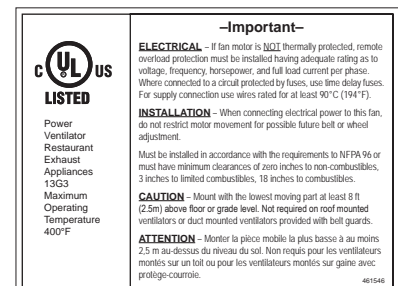 C UL US
LISTED
Power
Ventilator
Restaurant
Exhaust
Appliances
13G3
Maximum
Operating
Temperature
400°F
–Important–
ELECTRICAL – If fan motor is NOT thermally protected, remote
overload protection must be installed having adequate rating as to
voltage, frequency, horsepower, and full load current per phase.
Where connected to a circuit protected by fuses, use time delay fuses.
For supply connection use wires rated for at least 90°C (194°F).
INSTALLATION – When connecting electrical power to this fan,
do not restrict motor movement for possible future belt or wheel
adjustment.
Must be installed in accordance with the requirements to NFPA 96 or
must have minimum clearances of zero inches to non-combustibles,
3 inches to limited combustibles, 18 inches to combustibles.
CAUTION – Mount with the lowest moving part at least 8 ft
(2.5m) above floor or grade level. Not required on roof mounted
ventilators or duct mounted ventilators provided with belt guards.
ATTENTION – Monter la pièce mobile la plus basse à au moins
2,5 m au-dessus du niveau du sol. Non requis pour les ventilateurs
montés sur un toit ou pour les ventilateurs montés sur gaine avec
protège-courroie.
461546